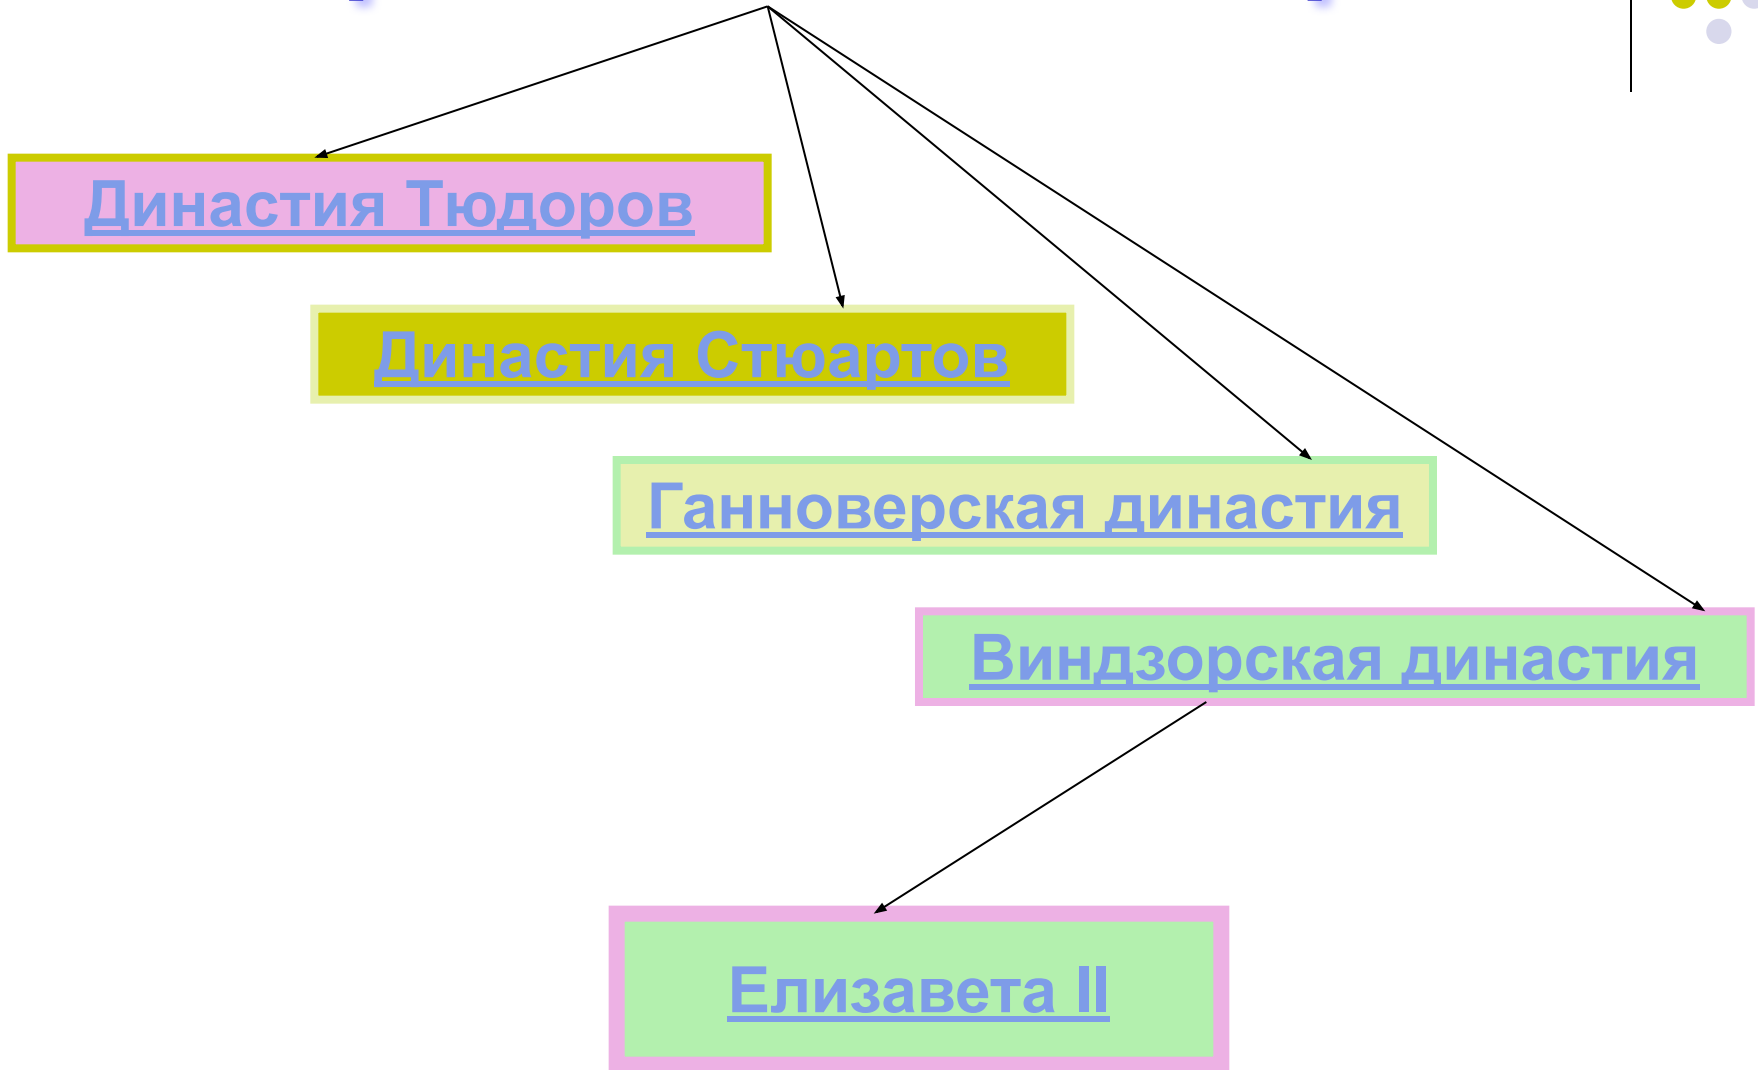 Династия Тюдоров
Династия Стюартов
Ганноверская династия
Виндзорская династия
Елизавета II